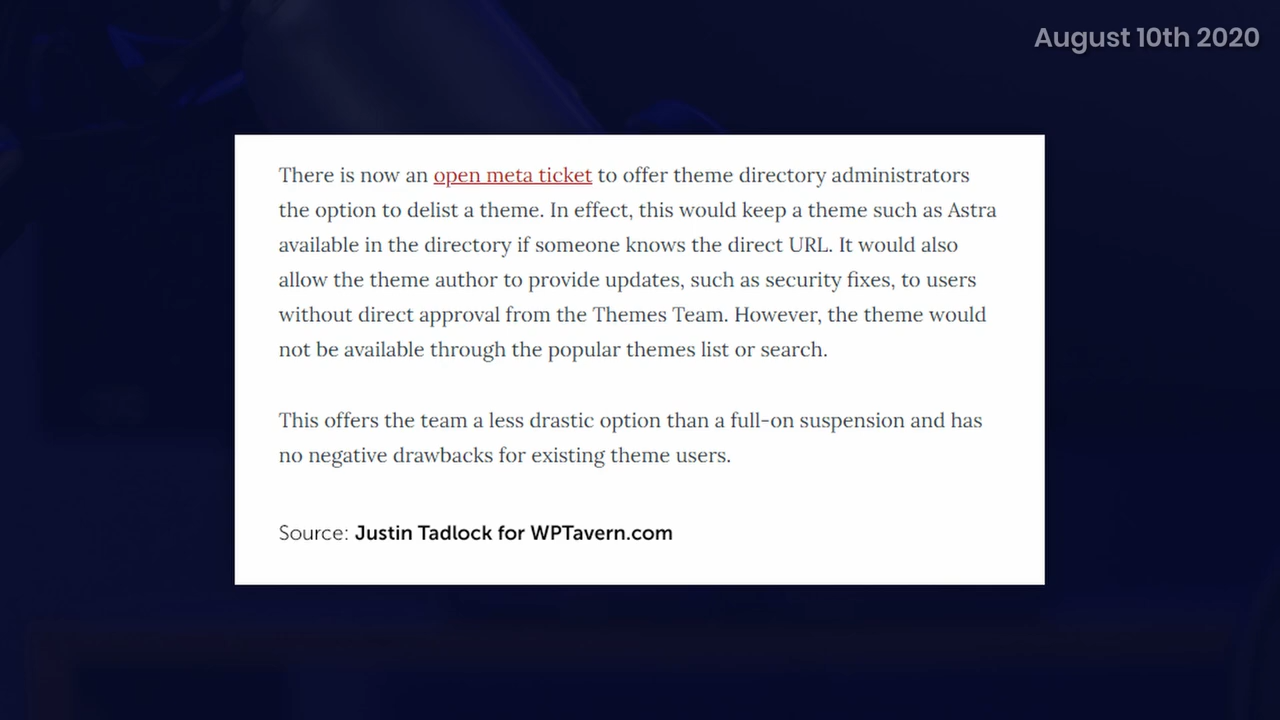 August 10th 2020
There is now an open meta ticket to offer theme directory administrators
the option to delist a theme. In effect, this would keep a theme such as Astra
available in the directory if someone knows the direct URL. It would also
allow the theme author to provide updates, such as security fixes, to users
without direct approval from the Themes Team. However, the theme would
not be available through the popular themes list or search.
This offers the team a less drastic option than a full-on suspension and has
no negative drawbacks for existing theme users.
Source: Justin Tadlock for WPTavern.com